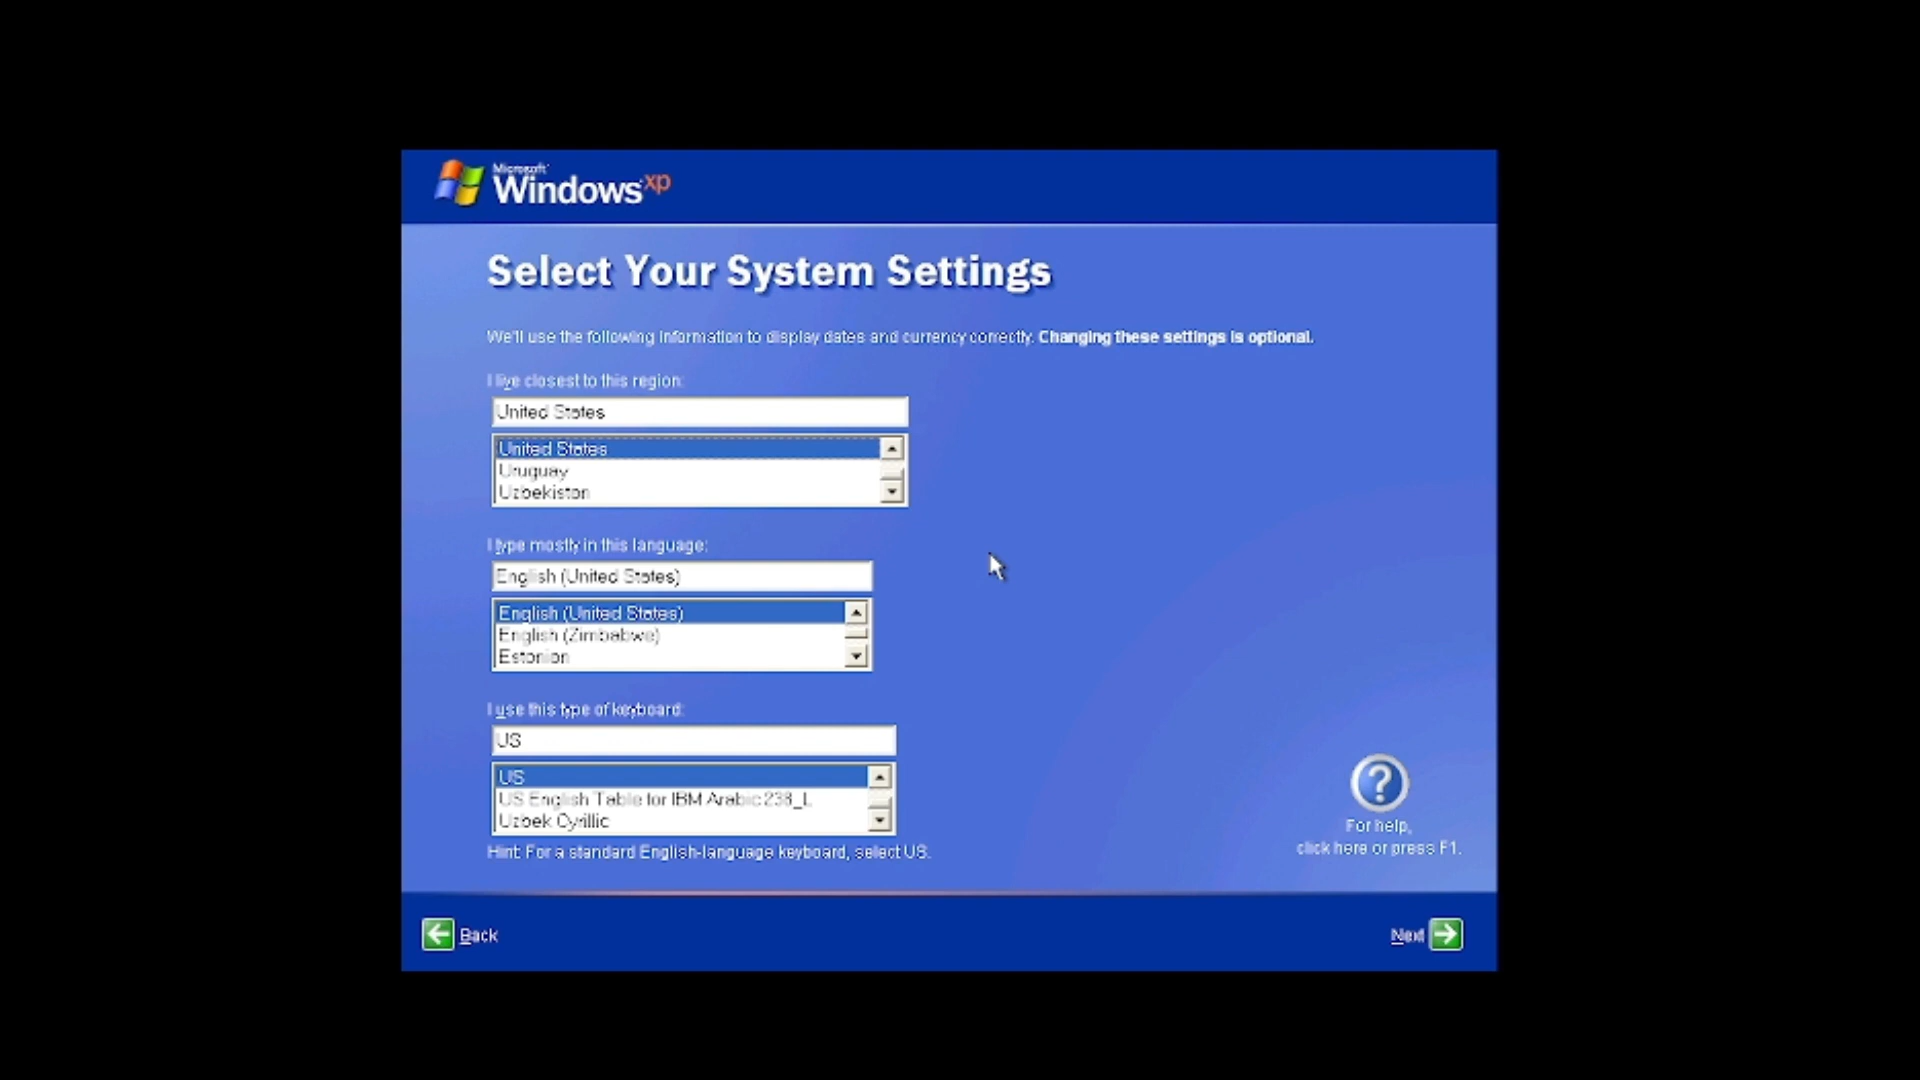 Microsoft
Windows xp
Select Your System Settings
We'll use the following information to display dates and currency correctly. Changing these settings is optional.
I live closest to this region:
United States
United States
Uruguay
Uzbekistan
I type mostly in this language:
English (United States)
English (United States)
English (Zimbabwe)
Estonian
I use this type of keyboard:
US
US
US English Table for IBM Arabic 238_L
Uzbek Cyrillic
Hint: For a standard English-language keyboard, select US.
For help,
click here or press F1.
Back
Next